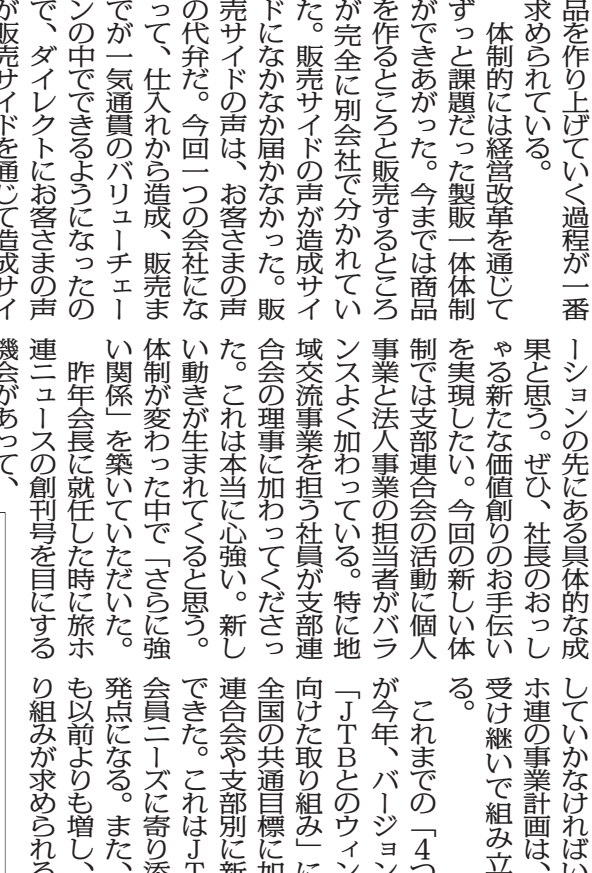 品を作り上げていく過程が一番
求められている。
体制的には経営改革を通じて
ずっと課題だった製販一体体制
ができあがった。今までは商品
を作るところと販売するところ
が完全に別会社で分かれてい
た。販売サイドの声が造成サイ
ドになかなか届かなかった。販
売サイドの声は、お客さまの声
の代弁だ。今回一つの会社にな
って、仕入れから造成、販売ま
でが一気通貫のバリューチェー
ンの中でできるようになったの
で、ダイレクトにお客さまの声
が販売サイドを通じて造成サイ
ーションの先にある具体的な成
果と思う。ぜひ、社長のおっし
ゃる新たな価値創りのお手伝い
を実現したい。今回の新しい体
制では支部連合会の活動に個人
事業と法人事業の担当者がバラ
ンスよく加わっている。特に地
域交流事業を担う社員が支部連
合会の理事に加わってくださっ
た。これは本当に心強い。新し
い動きが生まれてくると思う。
体制が変わった中で「さらに強
い関係」を築いていただいた。
昨年会長に就任した時に旅ホ
連ニュースの創刊号を目にする
機会があって、
していかなければい
ホ連の事業計画は、
受け継いで組み立
る。
これまでの「4つ
が今年、バージョン
「JTBとのウィン
向けた取り組み」に
全国の共通目標に加
連合会や支部別に新
できた。これはJT
会員ニーズに寄り添
発点になる。また、
も以前よりも増し、
り組みが求められる